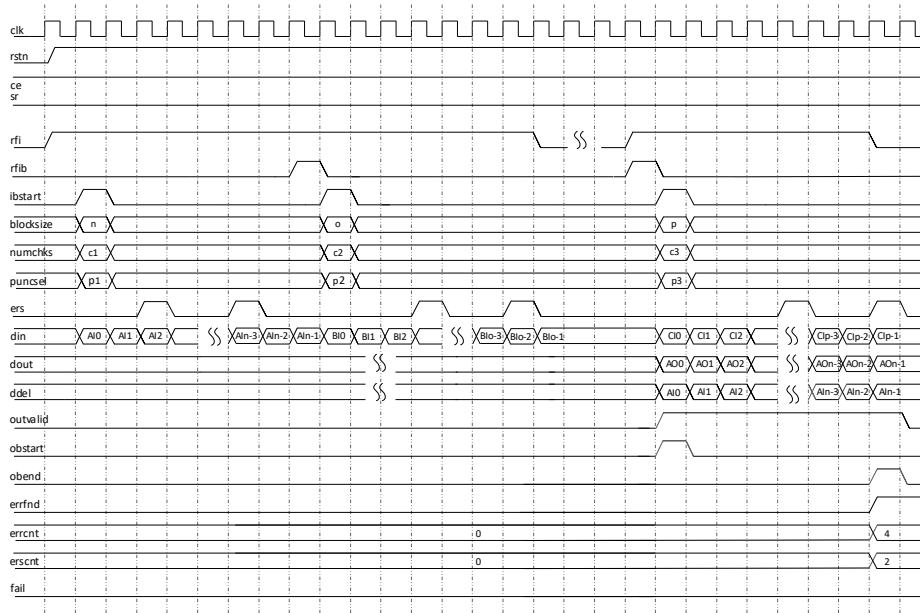 clk
rstn
ce
sr
rfi
rfib
ibstart
blocksize n o p
numchks c1 c2 c3
puncsel p1 p2 p3
ers
din AI0 AI1 AI2 AIn-3 AIn-2 AIn-1 BI0 BI1 BI2 BIo-3 BIo-2 BIo-1 CI0 CI1 CI2 CIp-3 CIp-2 CIp-1
dout AO0 AO1 AO2 AOn-3 AOn-2 AOn-1
ddel AI0 AI1 AI2 AIn-3 AIn-2 AIn-1
outvalid
obstart
obend
errfnd
errcnt 0 4
erscnt 0 2
fail